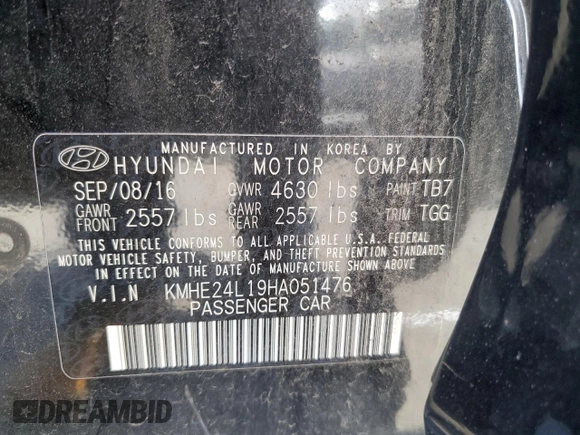 MANUFACTURED IN KOREA BY
HYUNDAI MOTOR COMPANY
SEP/08/16 GVWR 4630 lbs PAINT TB7
GAWR FRONT 2557 lbs GAWR REAR 2557 lbs TRIM TGG
THIS VEHICLE CONFORMS TO ALL APPLICABLE U.S.A. FEDERAL
MOTOR VEHICLE SAFETY, BUMPER, AND THEFT PREVENTION STANDARDS
IN EFFECT ON THE DATE OF MANUFACTURE SHOWN ABOVE
V.I.N KMHE24L19HA051476
PASSENGER CAR
DREAMBID